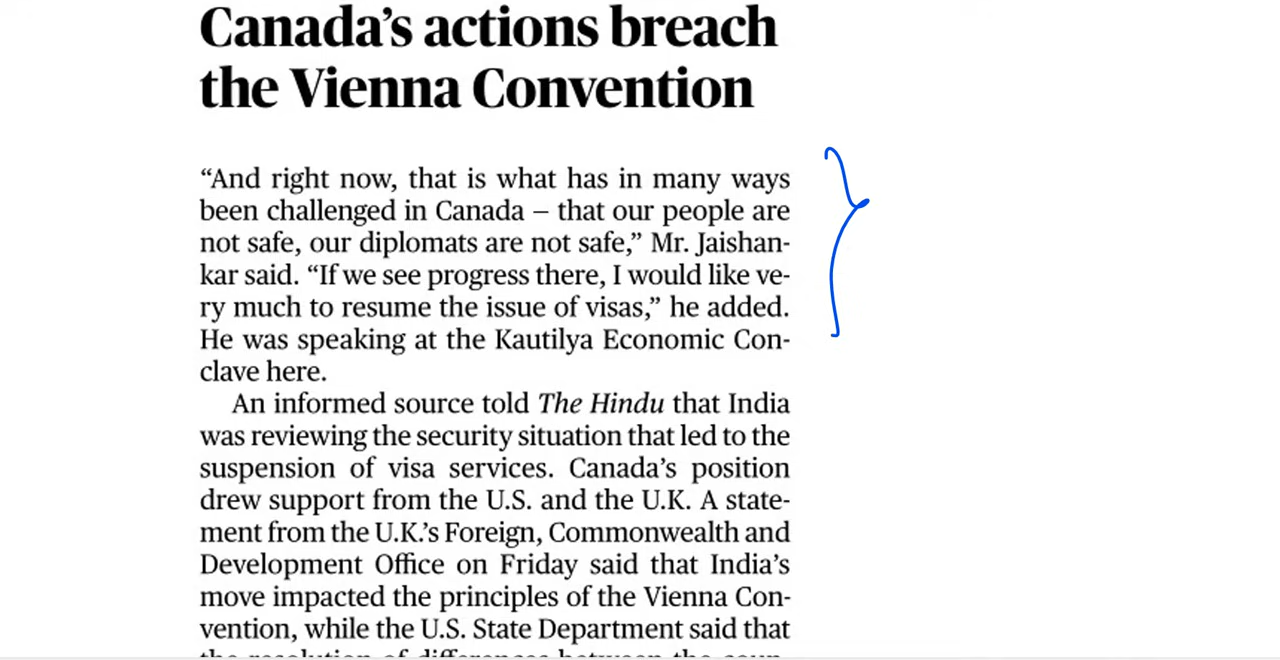 Canada’s actions breach
the Vienna Convention
“And right now, that is what has in many ways
been challenged in Canada – that our people are
not safe, our diplomats are not safe,” Mr. Jaishan-
kar said. “If we see progress there, I would like ve-
ry much to resume the issue of visas,” he added.
He was speaking at the Kautilya Economic Con-
clave here.
An informed source told The Hindu that India
was reviewing the security situation that led to the
suspension of visa services. Canada’s position
drew support from the U.S. and the U.K. A state-
ment from the U.K.’s Foreign, Commonwealth and
Development Office on Friday said that India’s
move impacted the principles of the Vienna Con-
vention, while the U.S. State Department said that